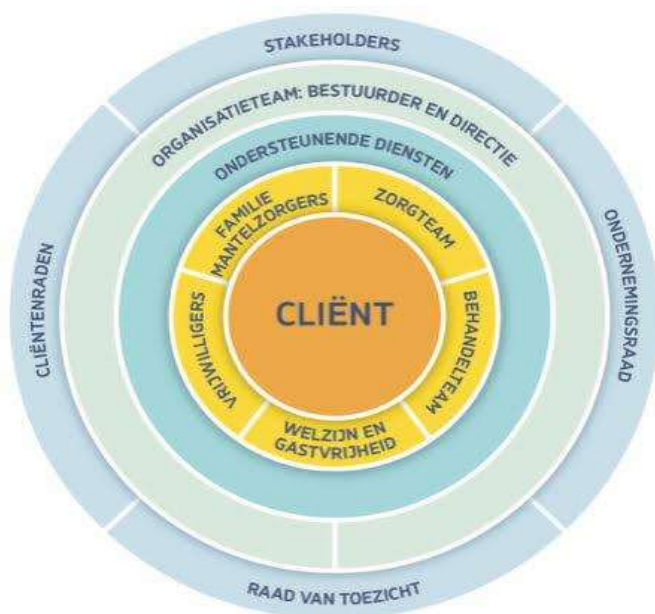 STAKEHOLDERS
ORGANISATIETEAM: BESTUURDER EN DIRECTIE
ONDERSTEUNENDE DIENSTEN
FAMILIE
MANTELZORGERS
ZORGTEAM
CLIËNTENRADEN
ONDERNEMINGSRAAD
CLIËNT
VRIJWILLIGERS
BEHANDELTEAM
WELZIJN EN
GASTVRIJHEID
RAAD VAN TOEZICHT